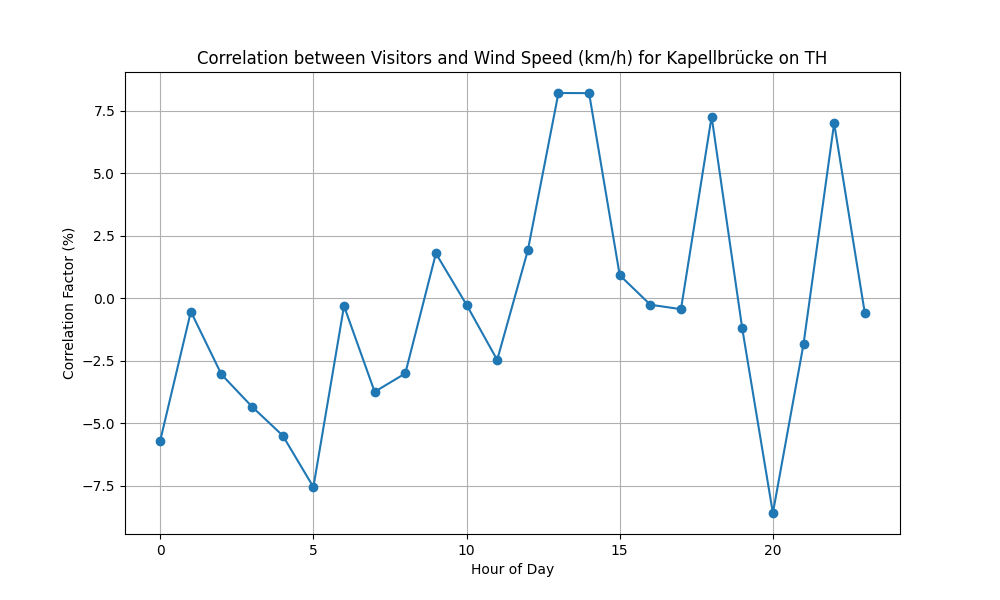 Correlation between Visitors and Wind Speed (km/h) for Kapellbrücke on TH
Correlation Factor (%)
7.5
5.0
2.5
0.0
−2.5
−5.0
−7.5
0 5 10 15 20
Hour of Day